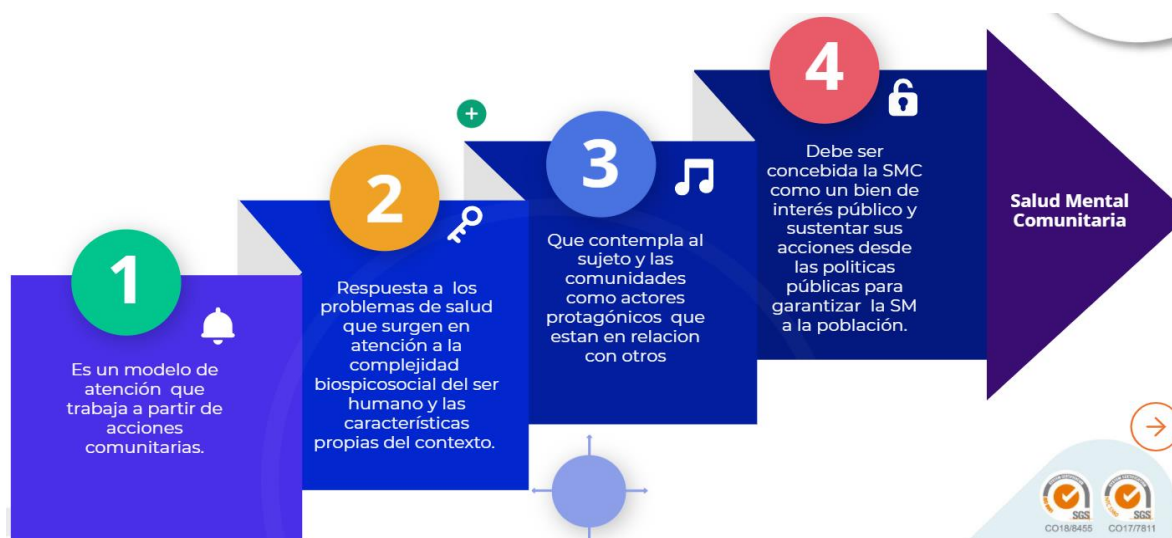 1
Es un modelo de
atención que
trabaja a partir de
acciones
comunitarias.
2
Respuesta a los
problemas de salud
que surgen en
atención a la
complejidad
biospicosocial del ser
humano y las
características
propias del contexto.
3
Que contempla al
sujeto y las
comunidades
como actores
protagónicos que
estan en relacion
con otros
4
Debe ser
concebida la SMC
como un bien de
interés público y
sustentar sus
acciones desde
las politicas
públicas para
garantizar la SM
a la población.
Salud Mental
Comunitaria
SGS
SGS
CO18/8455
CO17/7811